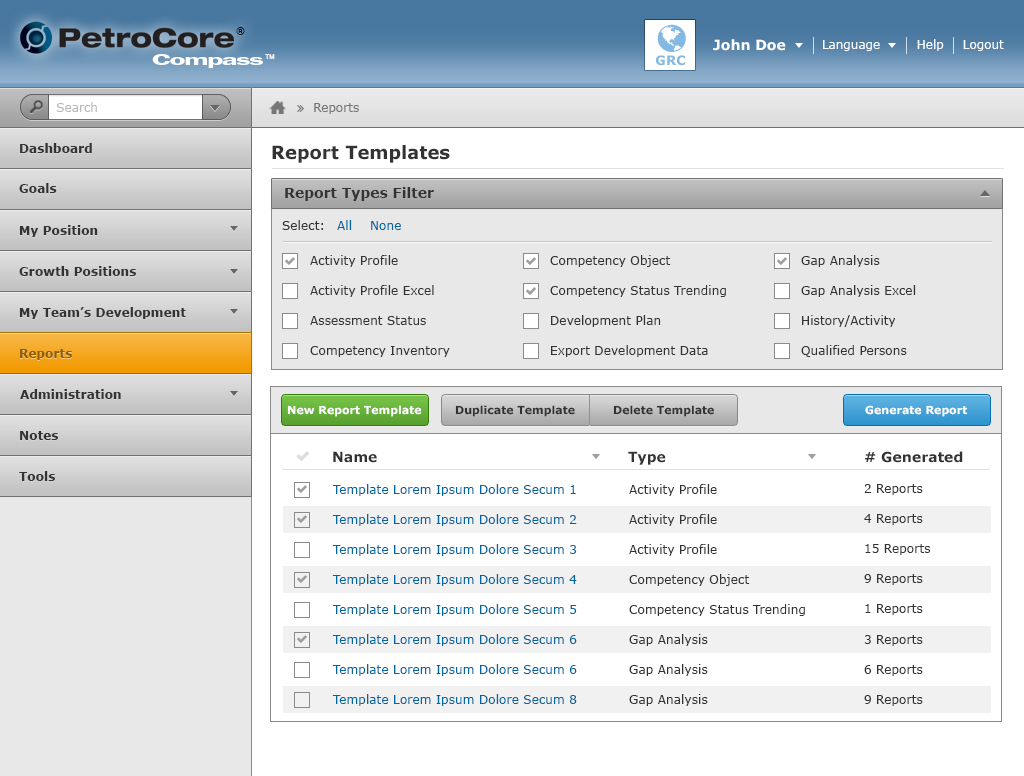 PetroCore®
Compass™
GRC
John Doe
Language
Help
Logout
Search
» Reports
Dashboard
Goals
My Position
Growth Positions
My Team’s Development
Reports
Administration
Notes
Tools
Report Templates
Report Types Filter
Select: All None
Activity Profile Competency Object Gap Analysis
Activity Profile Excel Competency Status Trending Gap Analysis Excel
Assessment Status Development Plan History/Activity
Competency Inventory Export Development Data Qualified Persons
New Report Template Duplicate Template Delete Template Generate Report
Name Type # Generated
Template Lorem Ipsum Dolore Secum 1 Activity Profile 2 Reports
Template Lorem Ipsum Dolore Secum 2 Activity Profile 4 Reports
Template Lorem Ipsum Dolore Secum 3 Activity Profile 15 Reports
Template Lorem Ipsum Dolore Secum 4 Competency Object 9 Reports
Template Lorem Ipsum Dolore Secum 5 Competency Status Trending 1 Reports
Template Lorem Ipsum Dolore Secum 6 Gap Analysis 3 Reports
Template Lorem Ipsum Dolore Secum 6 Gap Analysis 6 Reports
Template Lorem Ipsum Dolore Secum 8 Gap Analysis 9 Reports